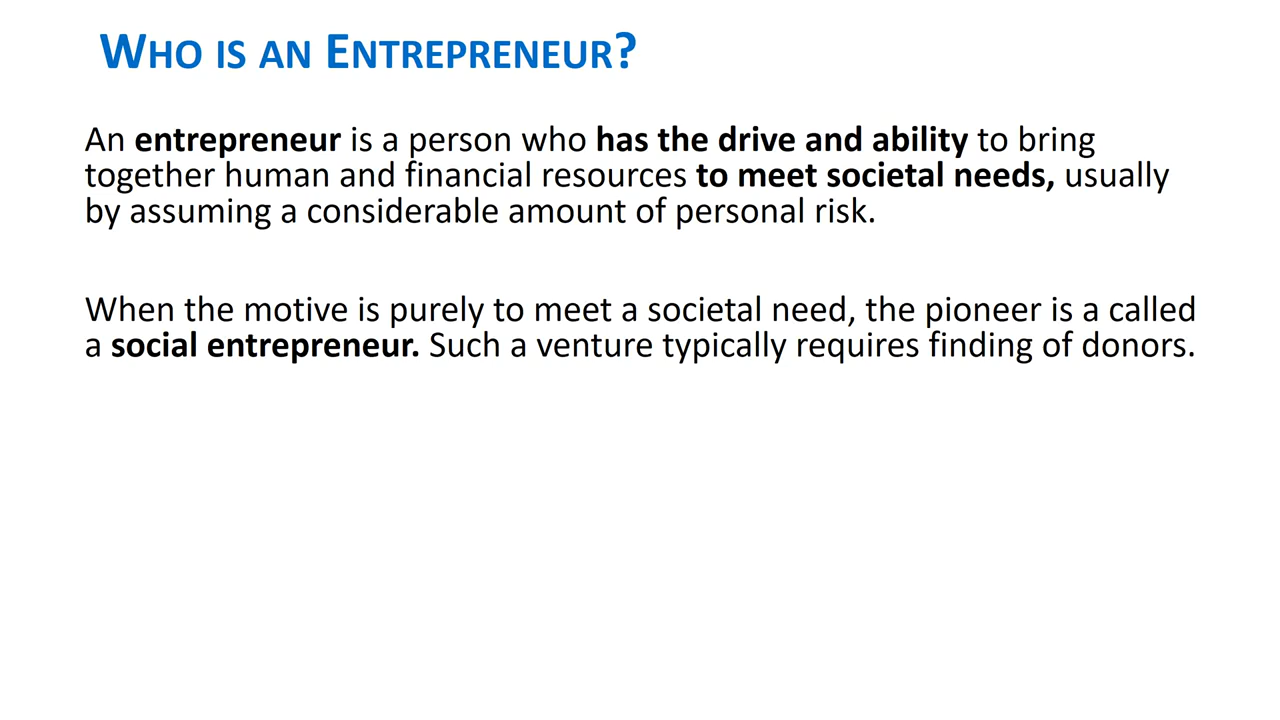 Who is an Entrepreneur?
An entrepreneur is a person who has the drive and ability to bring
together human and financial resources to meet societal needs, usually
by assuming a considerable amount of personal risk.
When the motive is purely to meet a societal need, the pioneer is a called
a social entrepreneur. Such a venture typically requires finding of donors.